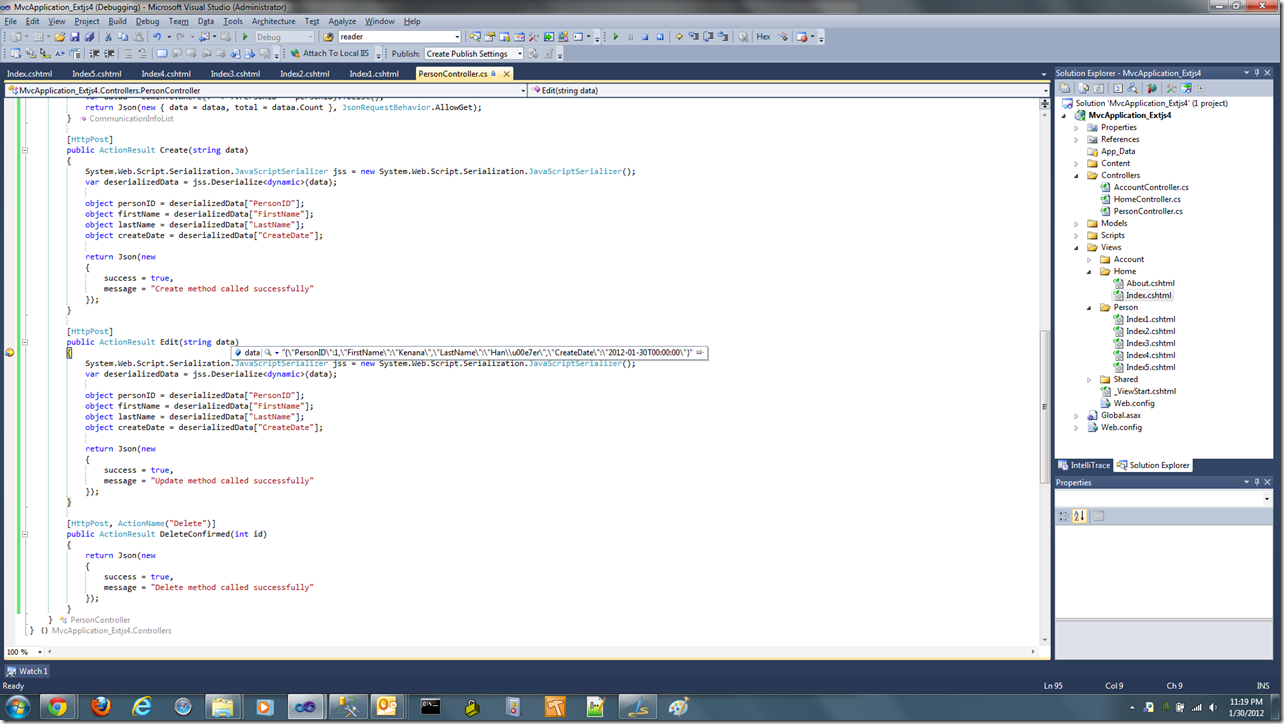 MvcApplication_Extjs4 (Debugging) - Microsoft Visual Studio (Administrator)
File Edit View Project Build Debug Team Data Tools Architecture Test Analyze Window Help
Debug reader Hex
Attach To Local IIS Publish: Create Publish Settings
Index.cshtml Index5.cshtml Index4.cshtml Index3.cshtml Index2.cshtml Index1.cshtml PersonController.cs
MvcApplication_Extjs4.Controllers.PersonController Edit(string data)
return Json(new { data = dataa, total = dataa.Count }, JsonRequestBehavior.AllowGet);
} CommunicationInfoList
[HttpPost]
public ActionResult Create(string data)
{
System.Web.Script.Serialization.JavaScriptSerializer jss = new System.Web.Script.Serialization.JavaScriptSerializer();
var deserializedData = jss.Deserialize<dynamic>(data);
object personID = deserializedData["PersonID"];
object firstName = deserializedData["FirstName"];
object lastName = deserializedData["LastName"];
object createDate = deserializedData["CreateDate"];
return Json(new
{
success = true,
message = "Create method called successfully"
});
}
[HttpPost]
public ActionResult Edit(string data)
{
data "{\"PersonID\":1,\"FirstName\":\"Kenana\",\"LastName\":\"Han\\u00e7er\",\"CreateDate\":\"2012-01-30T00:00:00\"}"
System.Web.Script.Serialization.JavaScriptSerializer jss = new System.Web.Script.Serialization.JavaScriptSerializer();
var deserializedData = jss.Deserialize<dynamic>(data);
object personID = deserializedData["PersonID"];
object firstName = deserializedData["FirstName"];
object lastName = deserializedData["LastName"];
object createDate = deserializedData["CreateDate"];
return Json(new
{
success = true,
message = "Update method called successfully"
});
}
[HttpPost, ActionName("Delete")]
public ActionResult DeleteConfirmed(int id)
{
return Json(new
{
success = true,
message = "Delete method called successfully"
});
}
} PersonController
} {} MvcApplication_Extjs4.Controllers
100 %
Solution Explorer - MvcApplication_Extjs4
Solution 'MvcApplication_Extjs4' (1 project)
MvcApplication_Extjs4
Properties
References
App_Data
Content
Controllers
AccountController.cs
HomeController.cs
PersonController.cs
Models
Scripts
Views
Account
Home
About.cshtml
Index.cshtml
Person
Index1.cshtml
Index2.cshtml
Index3.cshtml
Index4.cshtml
Index5.cshtml
Shared
_ViewStart.cshtml
Web.config
Global.asax
Web.config
IntelliTrace Solution Explorer
Properties
Watch 1
Ready Ln 95 Col 9 Ch 9 INS
11:19 PM
1/30/2012